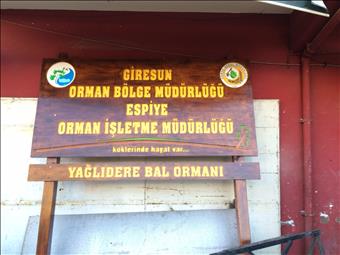 GİRESUN
ORMAN BÖLGE MÜDÜRLÜĞÜ
ESPİYE
ORMAN İŞLETME MÜDÜRLÜĞÜ
köklerinde hayat var...
YAĞLIDERE BAL ORMANI